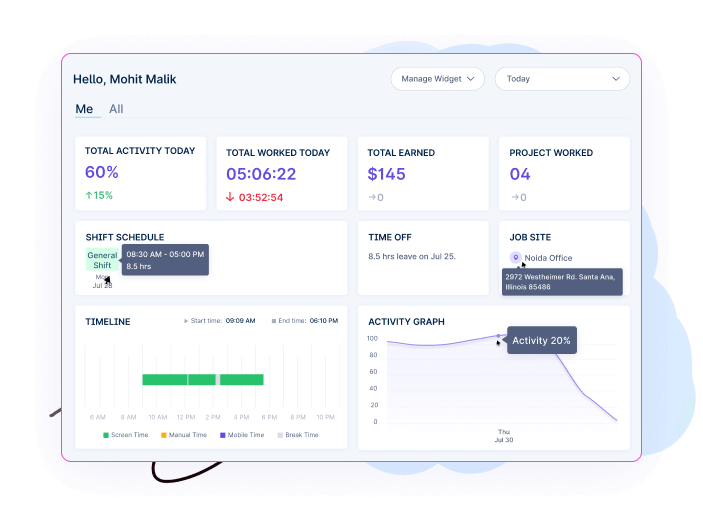 Hello, Mohit Malik
Manage Widget
Today
Me
All
TOTAL ACTIVITY TODAY
60%
↑15%
TOTAL WORKED TODAY
05:06:22
↓ 03:52:54
TOTAL EARNED
$145
→0
PROJECT WORKED
04
→0
SHIFT SCHEDULE
General
Shift
08:30 AM - 05:00 PM
8.5 hrs
Jul 28
TIME OFF
8.5 hrs leave on Jul 25.
JOB SITE
Noida Office
2972 Westheimer Rd. Santa Ana,
Illinois 85486
TIMELINE
Start time: 09:09 AM
End time: 06:10 PM
6 AM 8 AM 10 AM 12 PM 2 PM 4 PM 6 PM 8 PM 10 PM
Screen Time Manual Time Mobile Time Break Time
ACTIVITY GRAPH
100
80
60
40
20
0
Activity 20%
Thu
Jul 30